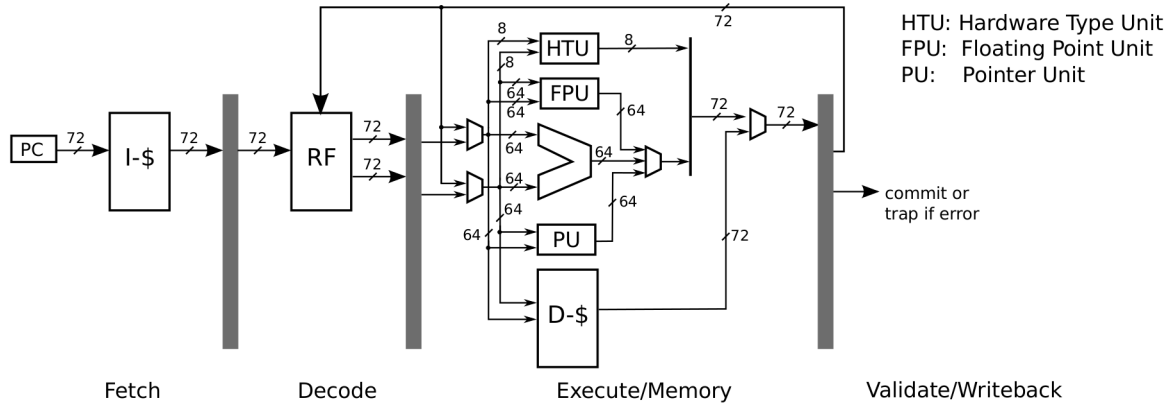 72
HTU: Hardware Type Unit
FPU: Floating Point Unit
PU: Pointer Unit
8
HTU
8
8
FPU
64
64
64
72
72
PC
72
I-$
72
72
RF
72
72
64
64
64
64
64
64
PU
64
72
D-$
commit or
trap if error
Fetch
Decode
Execute/Memory
Validate/Writeback